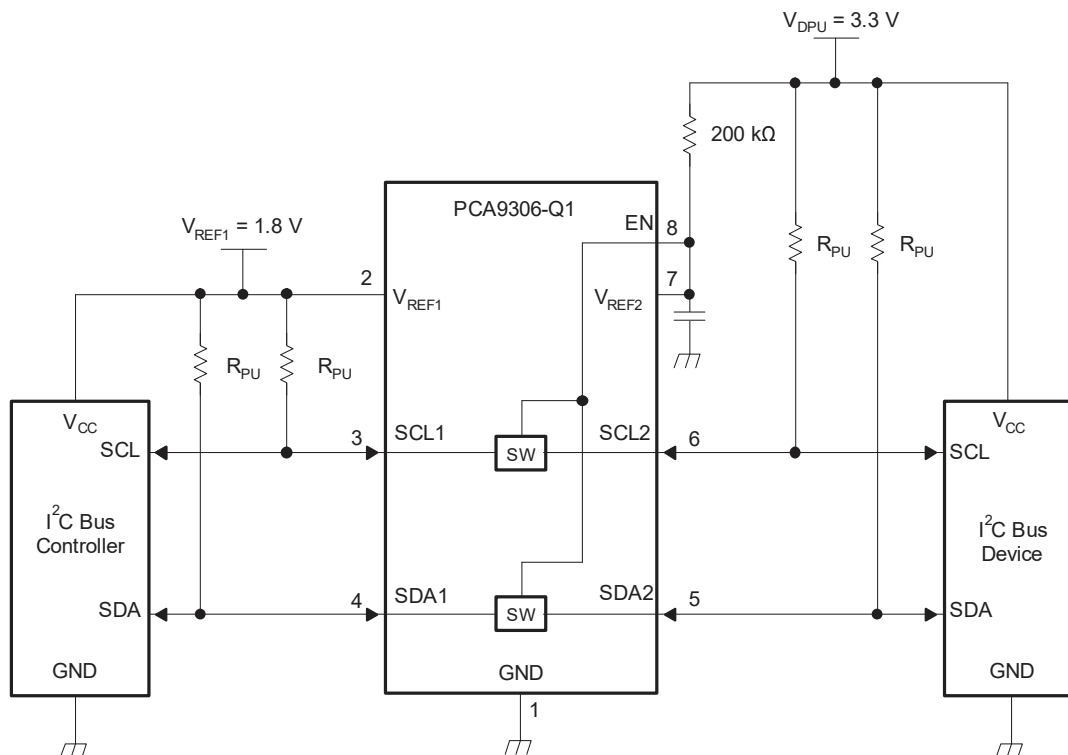 V_DPU = 3.3 V
200 kΩ
PCA9306-Q1
EN
8
V_REF1 = 1.8 V
R_PU
R_PU
2
7
V_REF1
V_REF2
R_PU
R_PU
V_CC
V_CC
SCL
3
SCL1
SW
SCL2
6
SCL
I²C Bus
Controller
I²C Bus
Device
SDA
4
SDA1
SW
SDA2
5
SDA
GND
GND
GND
1